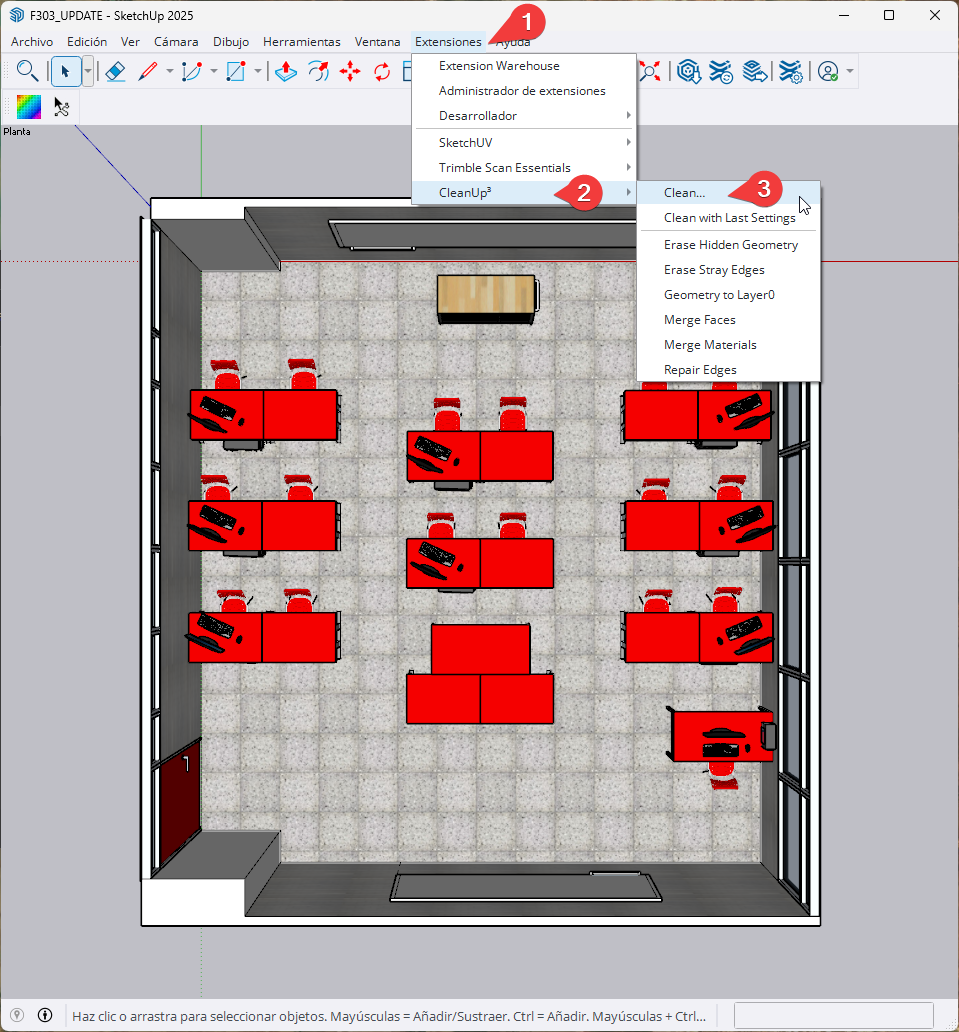 F303_UPDATE - SketchUp 2025
Archivo Edición Ver Cámara Dibujo Herramientas Ventana Extensiones Ayuda
1
Extension Warehouse
Administrador de extensiones
Desarrollador
SketchUV
Trimble Scan Essentials
CleanUp³
2
Clean...
3
Clean with Last Settings
Erase Hidden Geometry
Erase Stray Edges
Geometry to Layer0
Merge Faces
Merge Materials
Repair Edges
Planta
Haz clic o arrastra para seleccionar objetos. Mayúsculas = Añadir/Sustraer. Ctrl = Añadir. Mayúsculas + Ctrl...